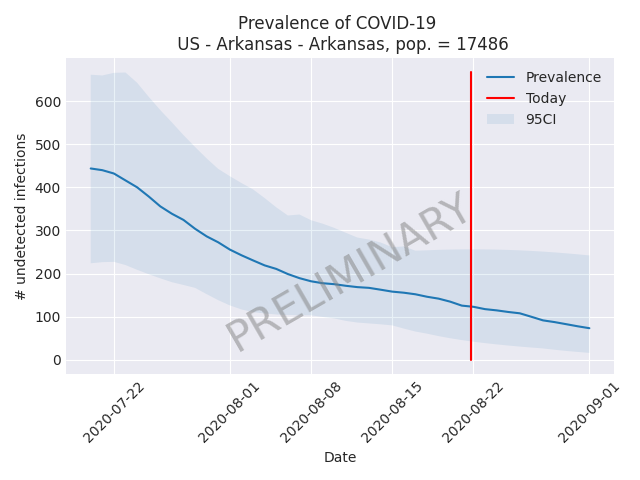 Prevalence of COVID-19
US - Arkansas - Arkansas, pop. = 17486
Prevalence
Today
95CI
# undetected infections
600
500
400
300
200
100
0
PRELIMINARY
2020-07-22
2020-08-01
2020-08-08
2020-08-15
2020-08-22
2020-09-01
Date